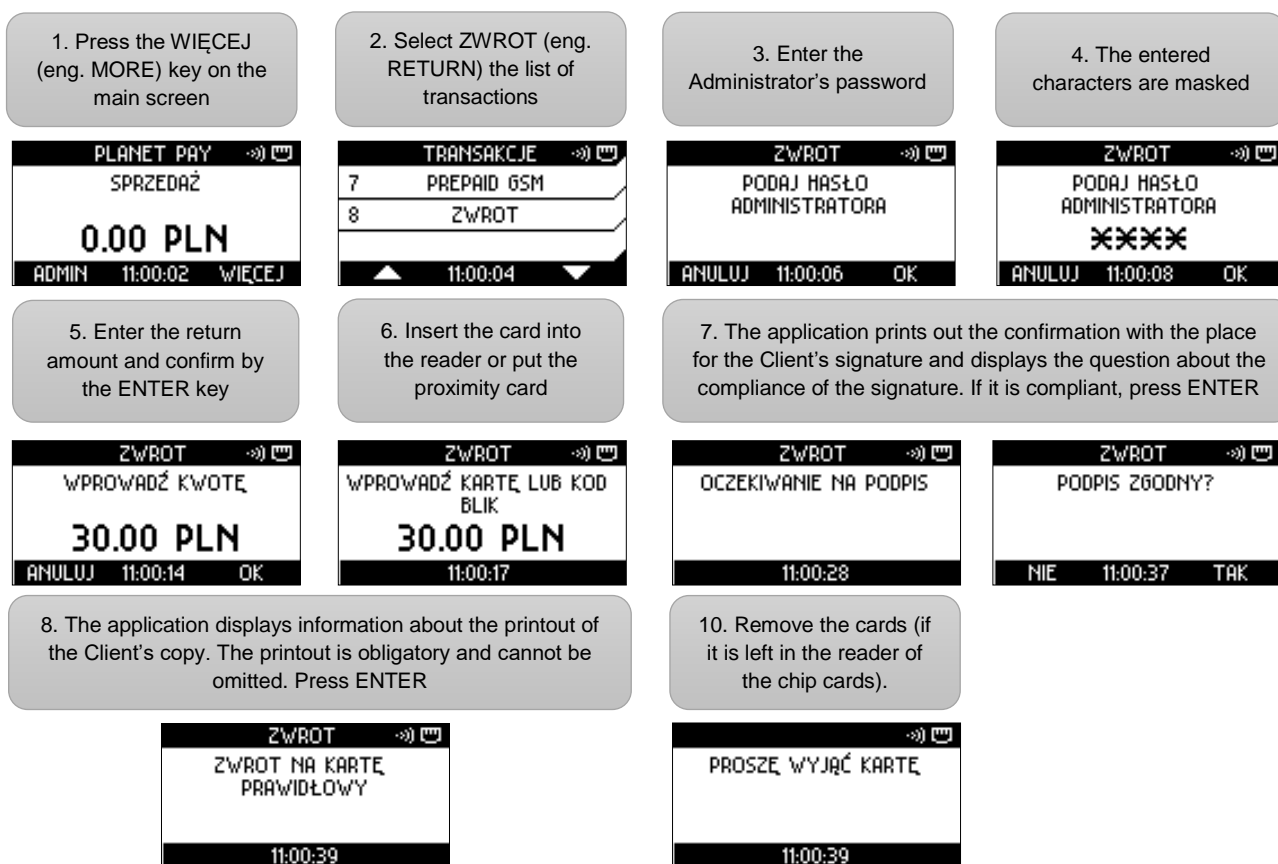 1. Press the WIĘCEJ
(eng. MORE) key on the
main screen
2. Select ZWROT (eng.
RETURN) the list of
transactions
3. Enter the
Administrator's password
4. The entered
characters are masked
PLANET PAY
SPRZEDAŻ
0.00 PLN
ADMIN 11:00:02 WIĘCEJ
TRANSAKCJE
7 PREPAID GSM
8 ZWROT
11:00:04
ZWROT
PODAJ HASŁO
ADMINISTRATORA
ANULUJ 11:00:06 OK
ZWROT
PODAJ HASŁO
ADMINISTRATORA
****
ANULUJ 11:00:08 OK
5. Enter the return
amount and confirm by
the ENTER key
6. Insert the card into
the reader or put the
proximity card
7. The application prints out the confirmation with the place
for the Client's signature and displays the question about the
compliance of the signature. If it is compliant, press ENTER
ZWROT
WPROWADŹ KWOTĘ
30.00 PLN
ANULUJ 11:00:14 OK
ZWROT
WPROWADŹ KARTĘ LUB KOD
BLIK
30.00 PLN
11:00:17
ZWROT
OCZEKIWANIE NA PODPIS
11:00:28
ZWROT
PODPIS ZGODNY?
NIE 11:00:37 TAK
8. The application displays information about the printout of
the Client's copy. The printout is obligatory and cannot be
omitted. Press ENTER
10. Remove the cards (if
it is left in the reader of
the chip cards).
ZWROT
ZWROT NA KARTĘ
PRAWIDŁOWY
11:00:39
PROSZĘ WYJĄĆ KARTĘ
11:00:39